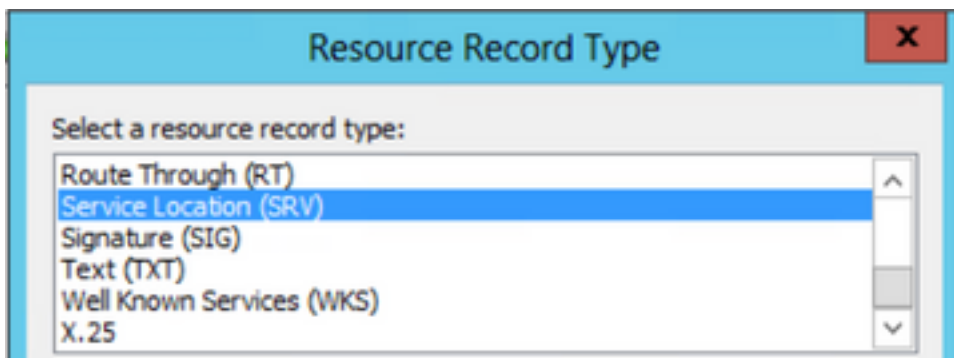 Resource Record Type
x
Select a resource record type:
Route Through (RT)
Service Location (SRV)
Signature (SIG)
Text (TXT)
Well Known Services (WKS)
X.25